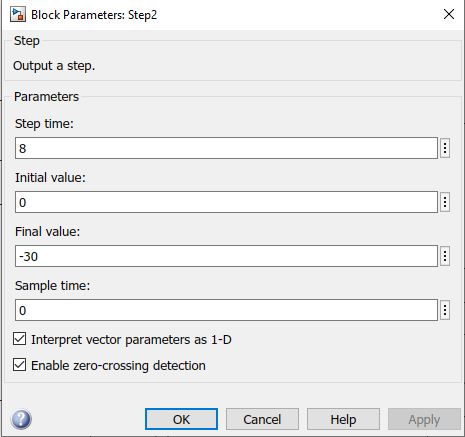 Block Parameters: Step2
Step
Output a step.
Parameters
Step time:
8
Initial value:
0
Final value:
-30
Sample time:
0
Interpret vector parameters as 1-D
Enable zero-crossing detection
OK Cancel Help Apply